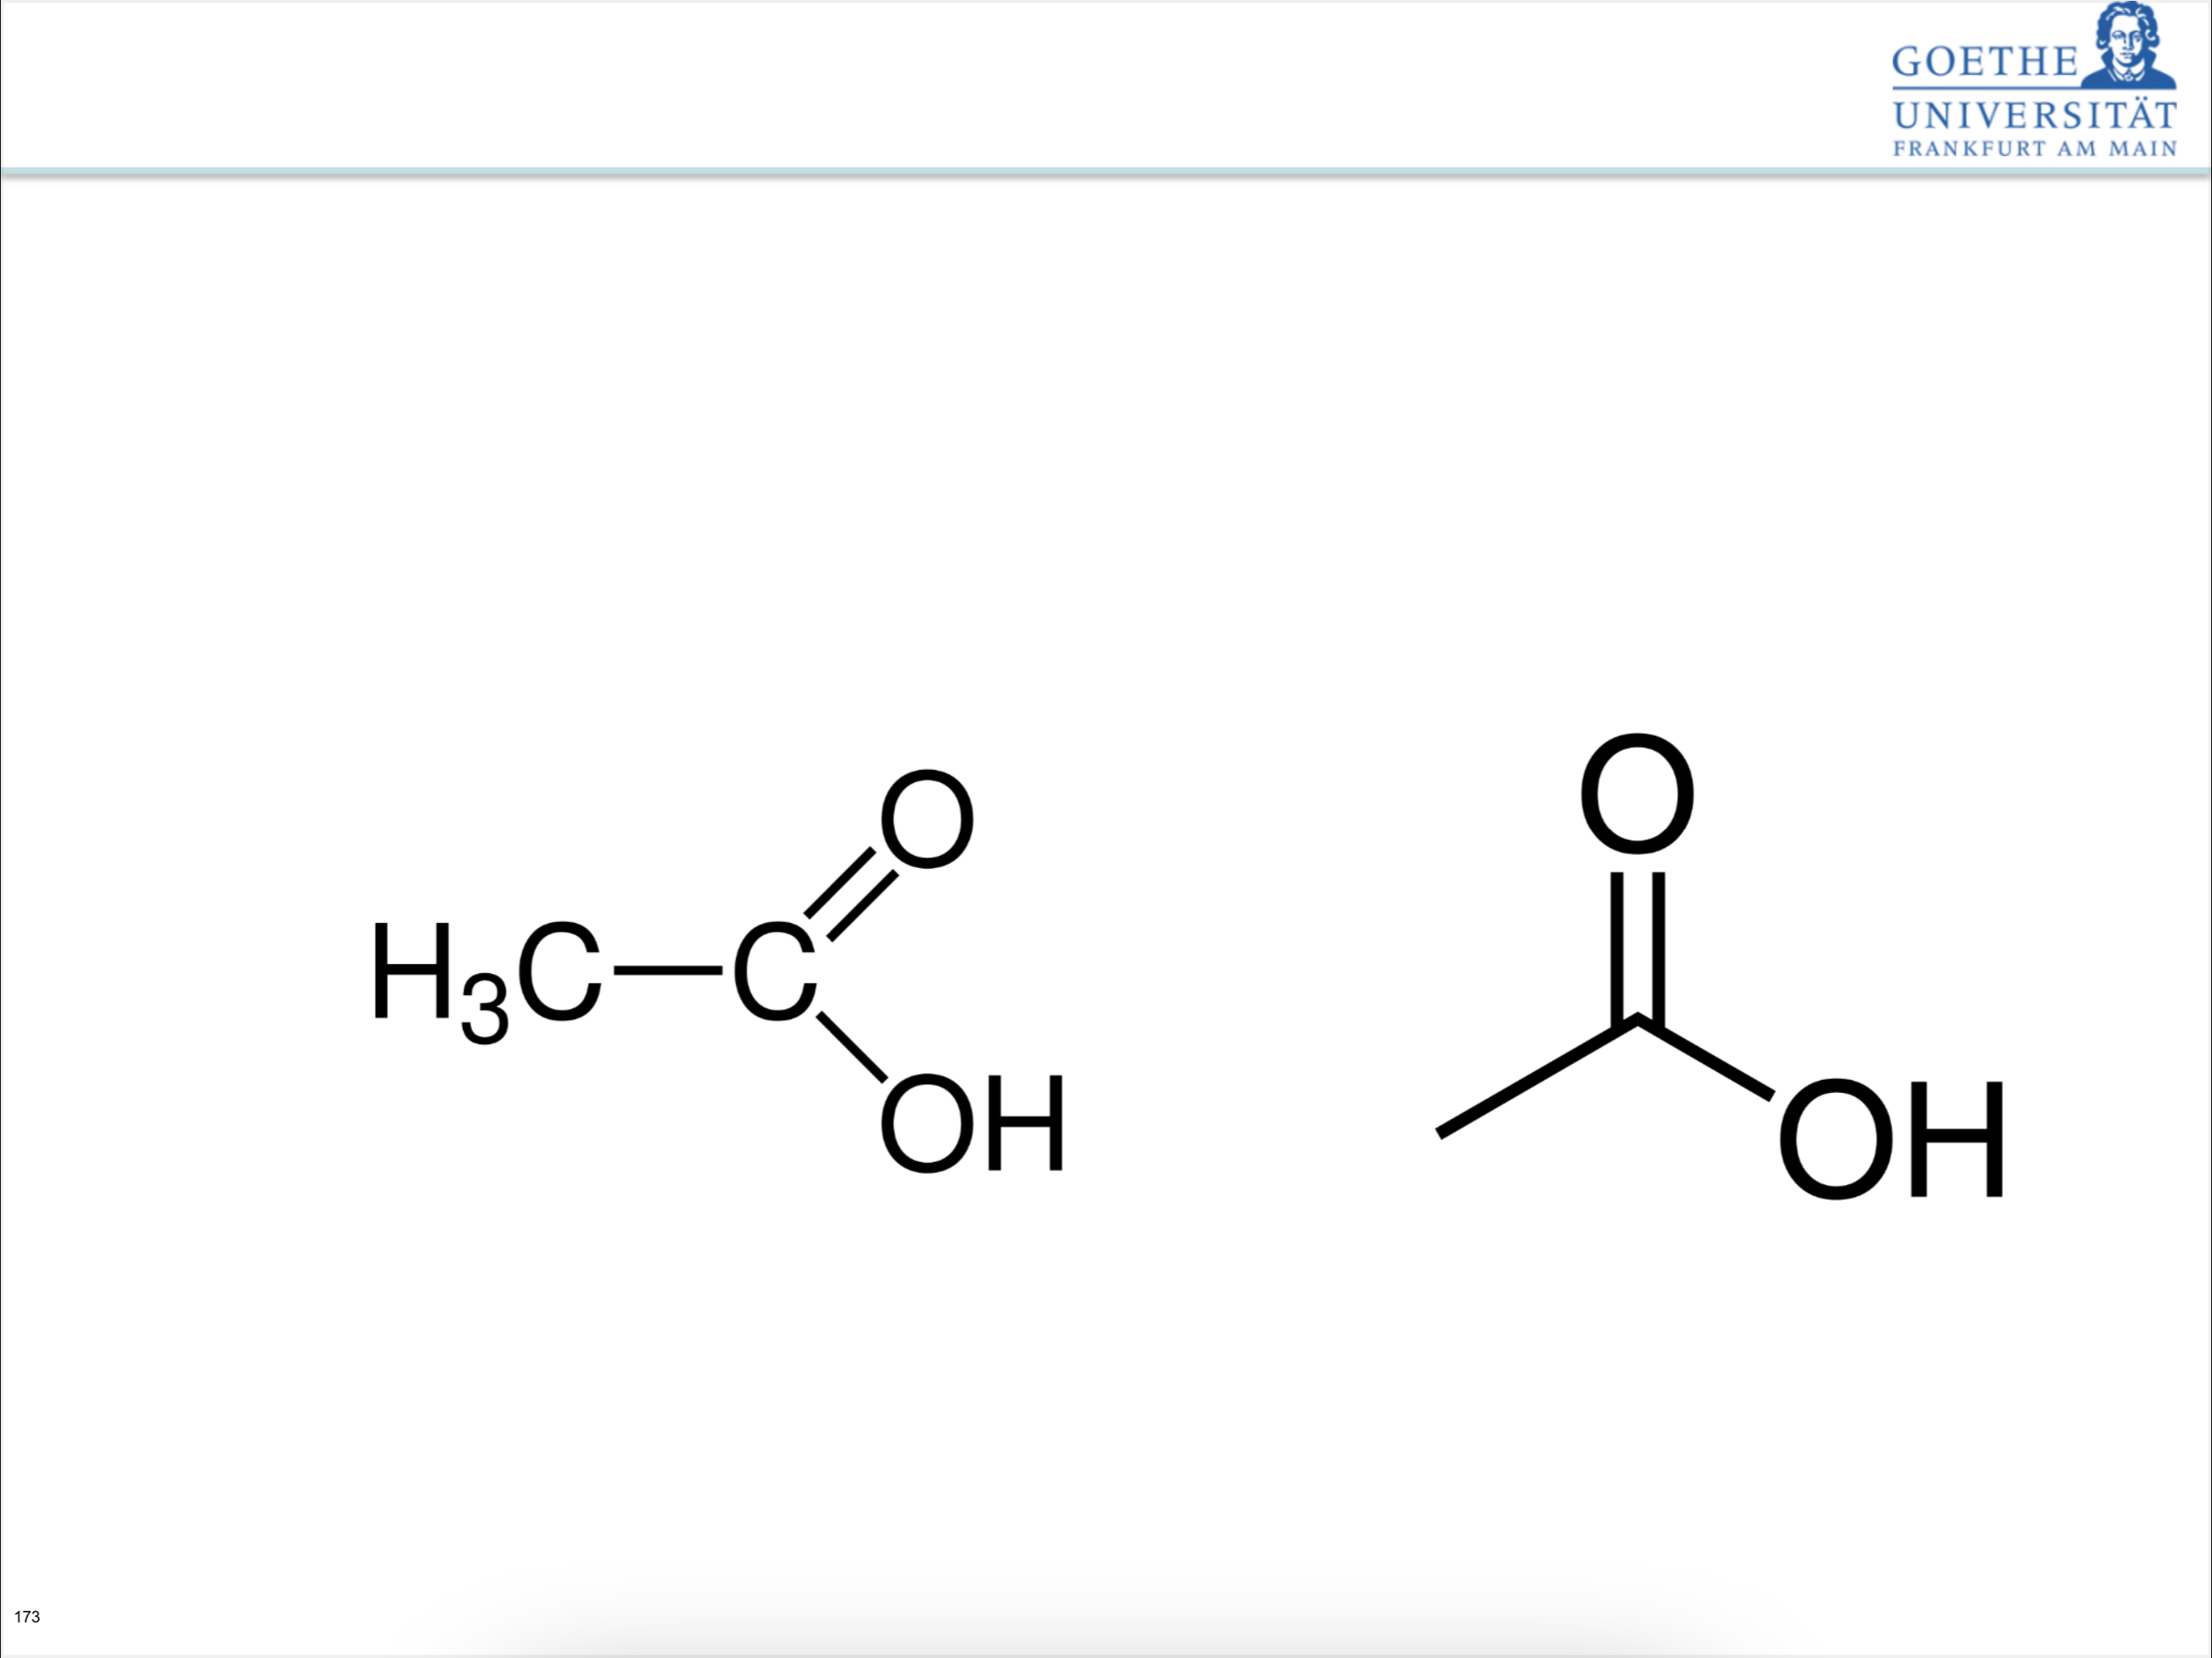 GOETHE
UNIVERSITÄT
FRANKFURT AM MAIN
O
H₃C—C
OH
O
OH
173